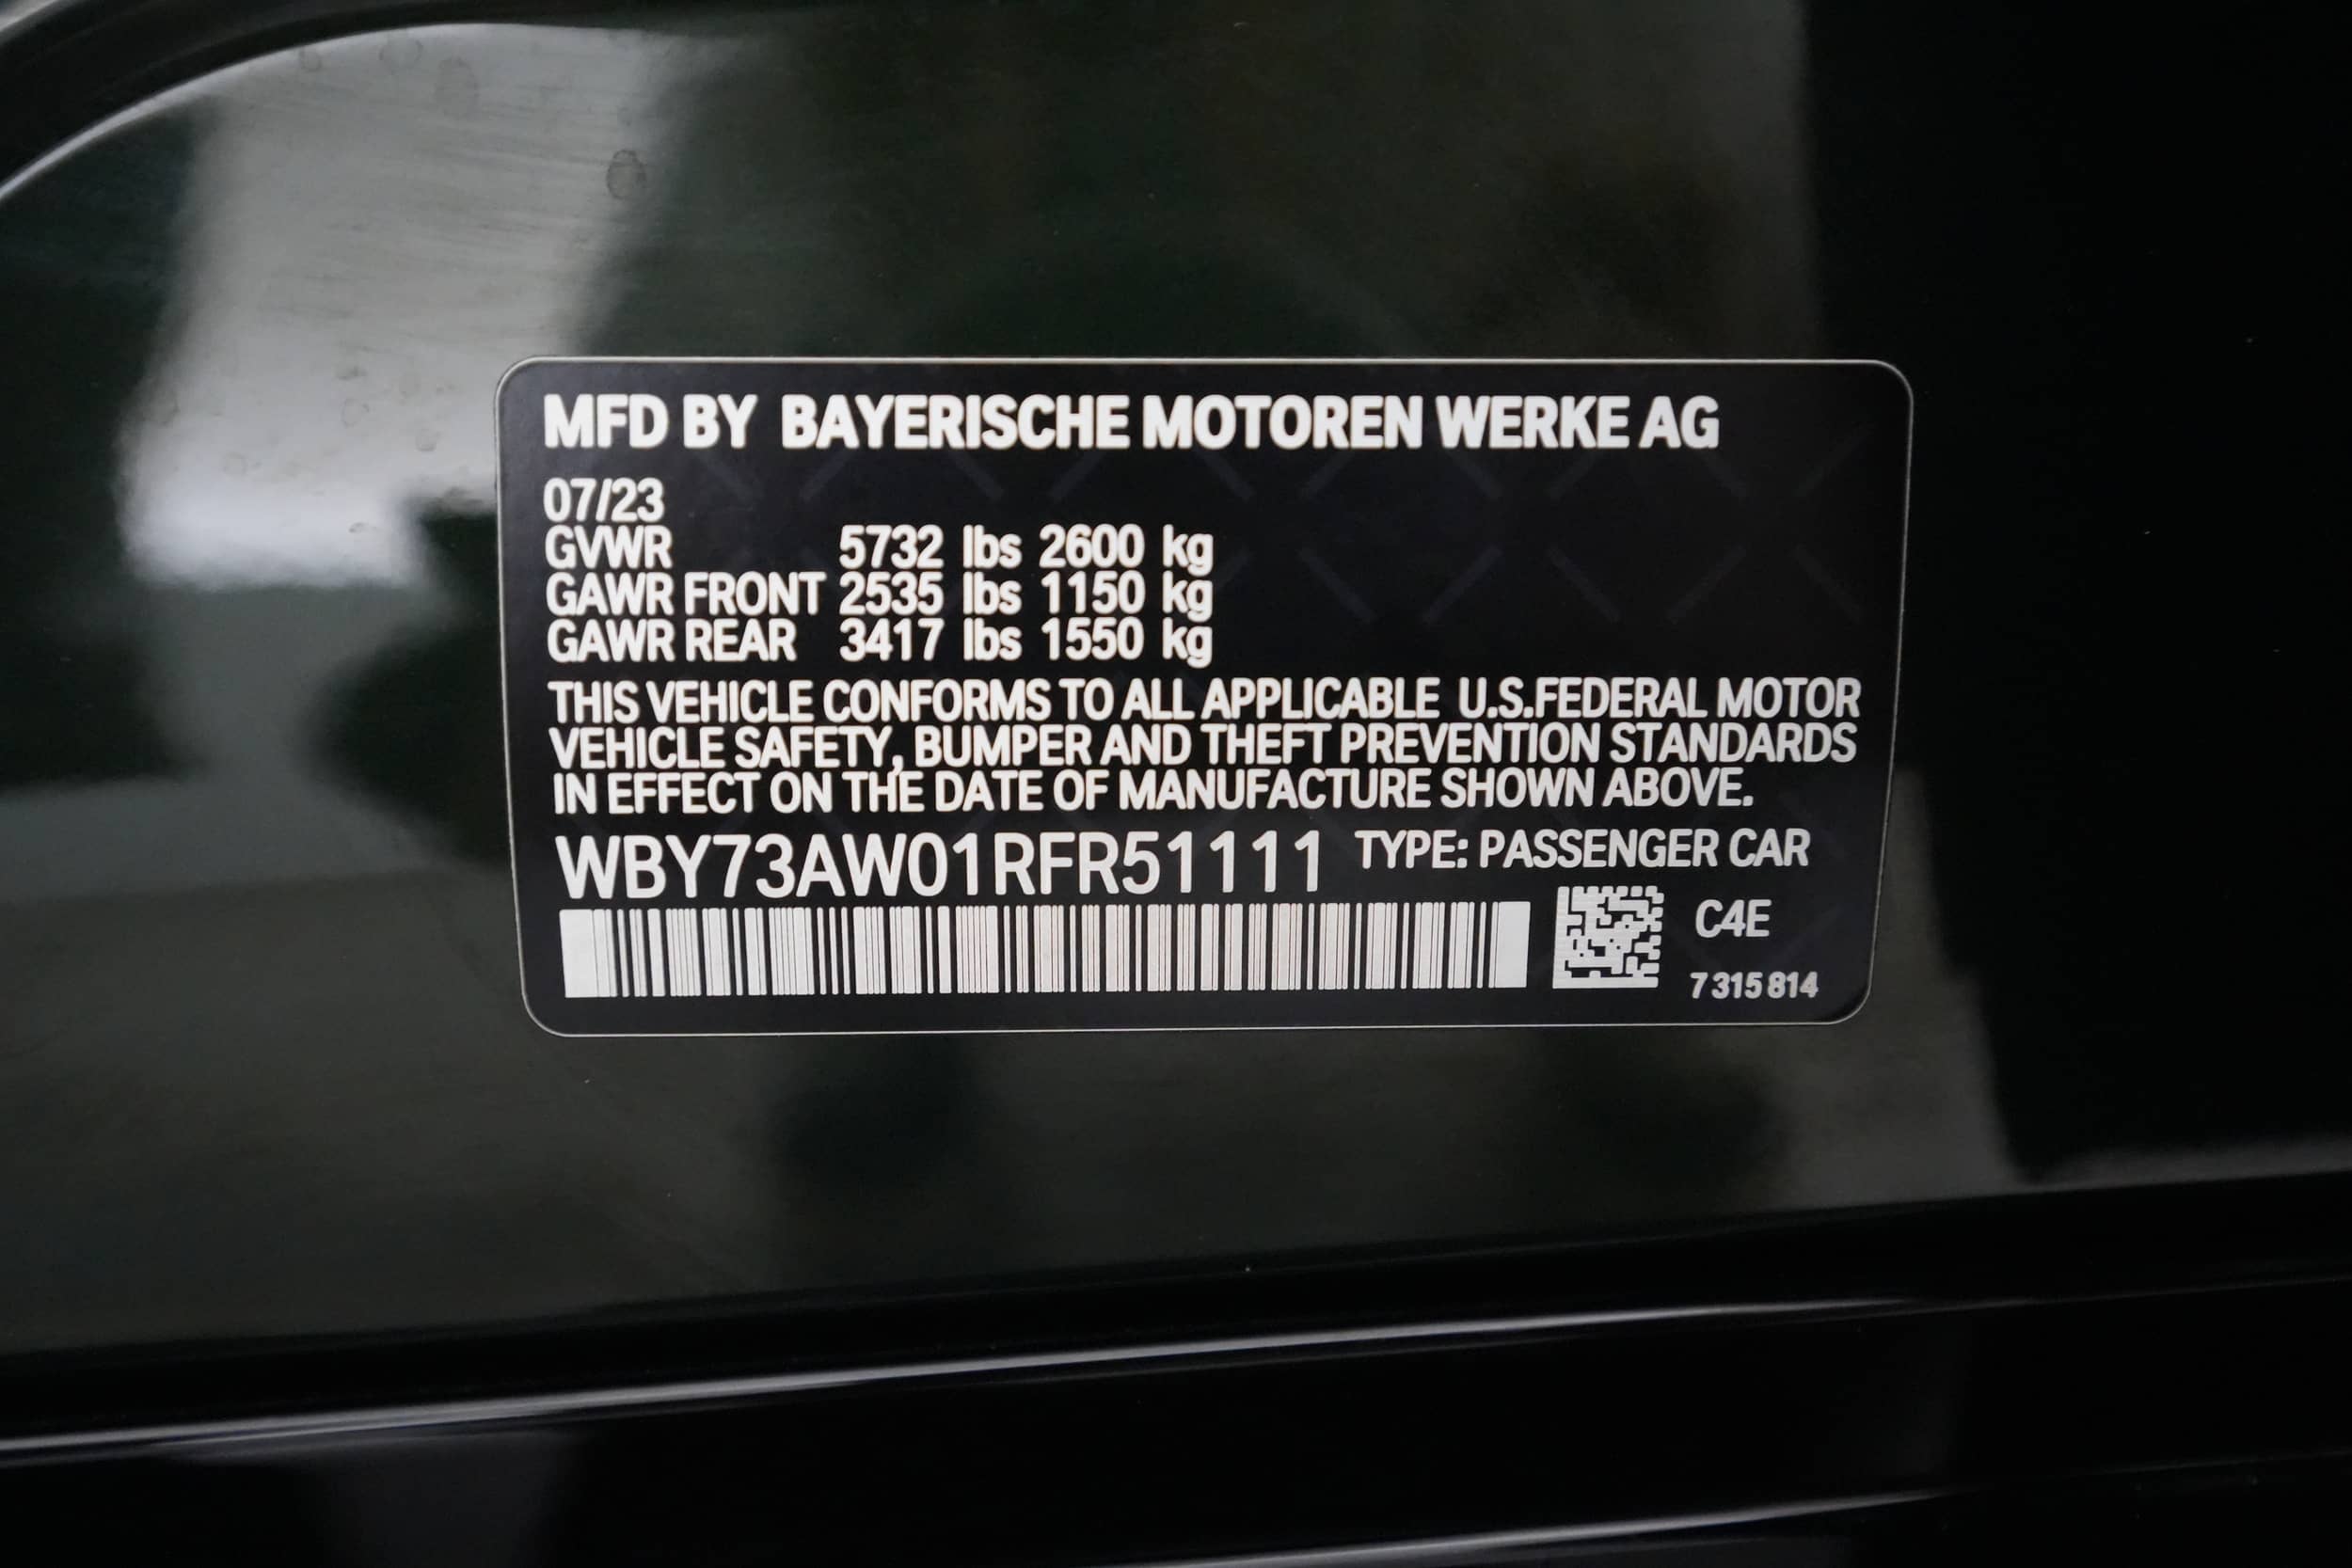 MFD BY BAYERISCHE MOTOREN WERKE AG
07/23
GVWR 5732 lbs 2600 kg
GAWR FRONT 2535 lbs 1150 kg
GAWR REAR 3417 lbs 1550 kg
THIS VEHICLE CONFORMS TO ALL APPLICABLE U.S.FEDERAL MOTOR
VEHICLE SAFETY, BUMPER AND THEFT PREVENTION STANDARDS
IN EFFECT ON THE DATE OF MANUFACTURE SHOWN ABOVE.
WBY73AW01RFR51111 TYPE: PASSENGER CAR
C4E
7 315 814